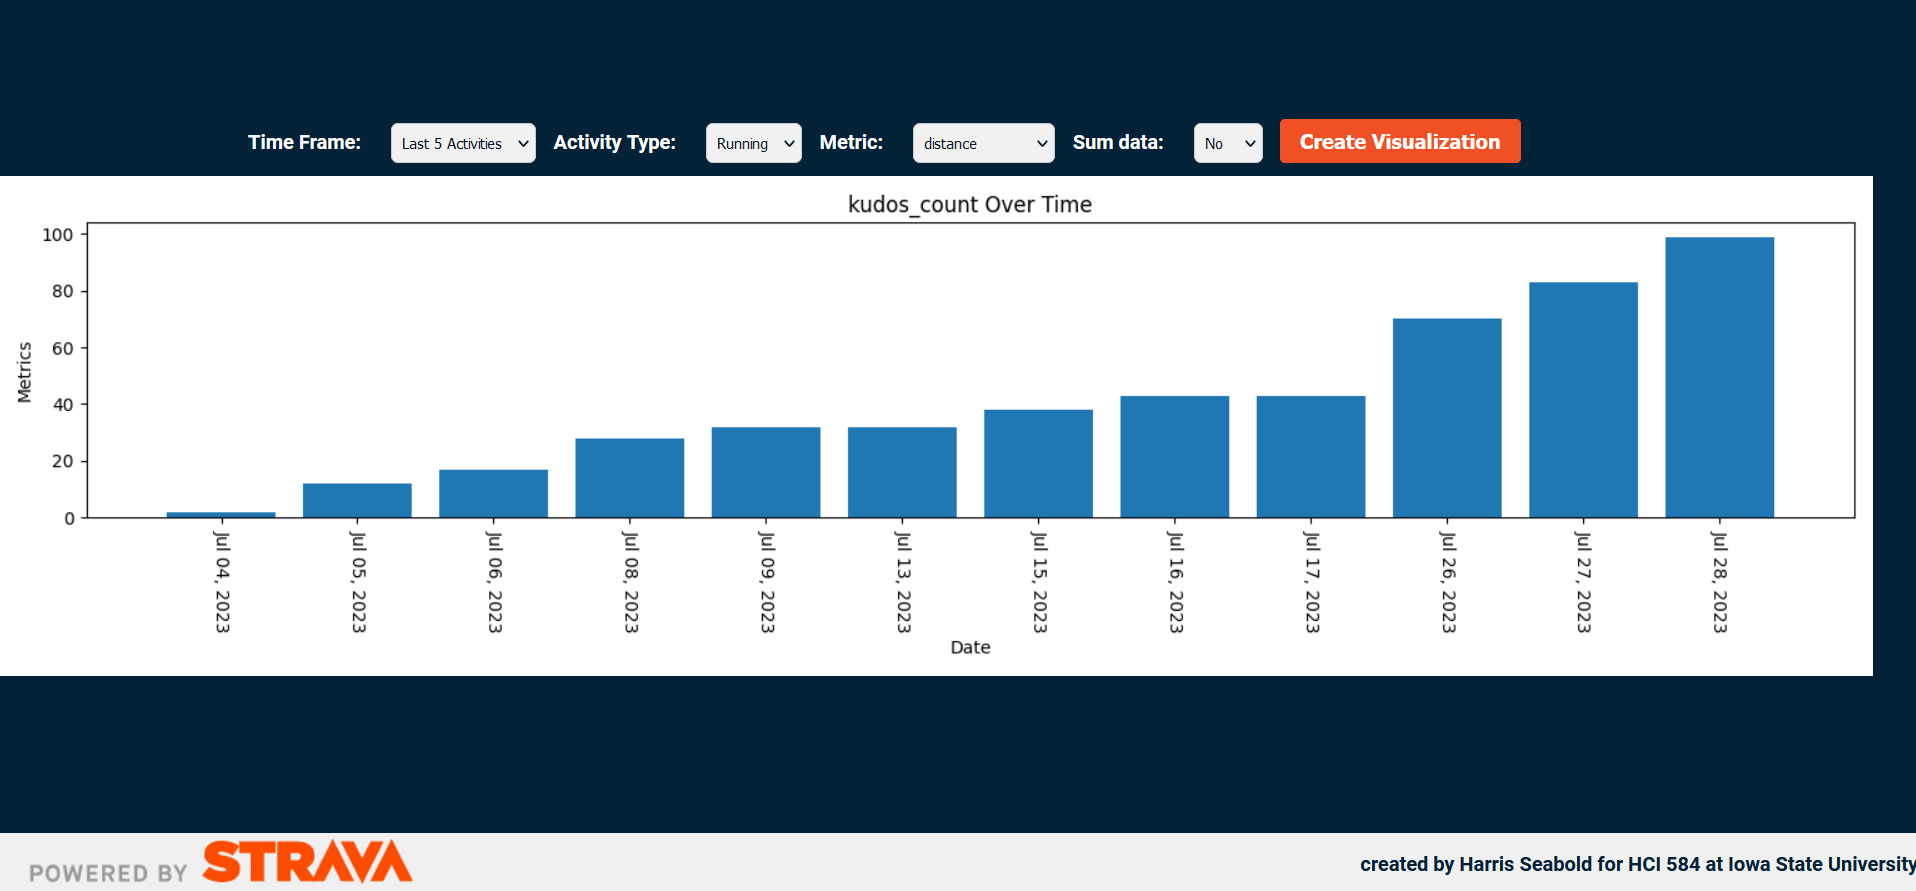 Time Frame: Last 5 Activities Activity Type: Running Metric: distance Sum data: No Create Visualization
kudos_count Over Time
100
80
60
40
20
0
Metrics
Jul 04, 2023
Jul 05, 2023
Jul 06, 2023
Jul 08, 2023
Jul 09, 2023
Jul 13, 2023
Jul 15, 2023
Jul 16, 2023
Jul 17, 2023
Jul 26, 2023
Jul 27, 2023
Jul 28, 2023
Date
POWERED BY STRAVA
created by Harris Seabold for HCI 584 at Iowa State University